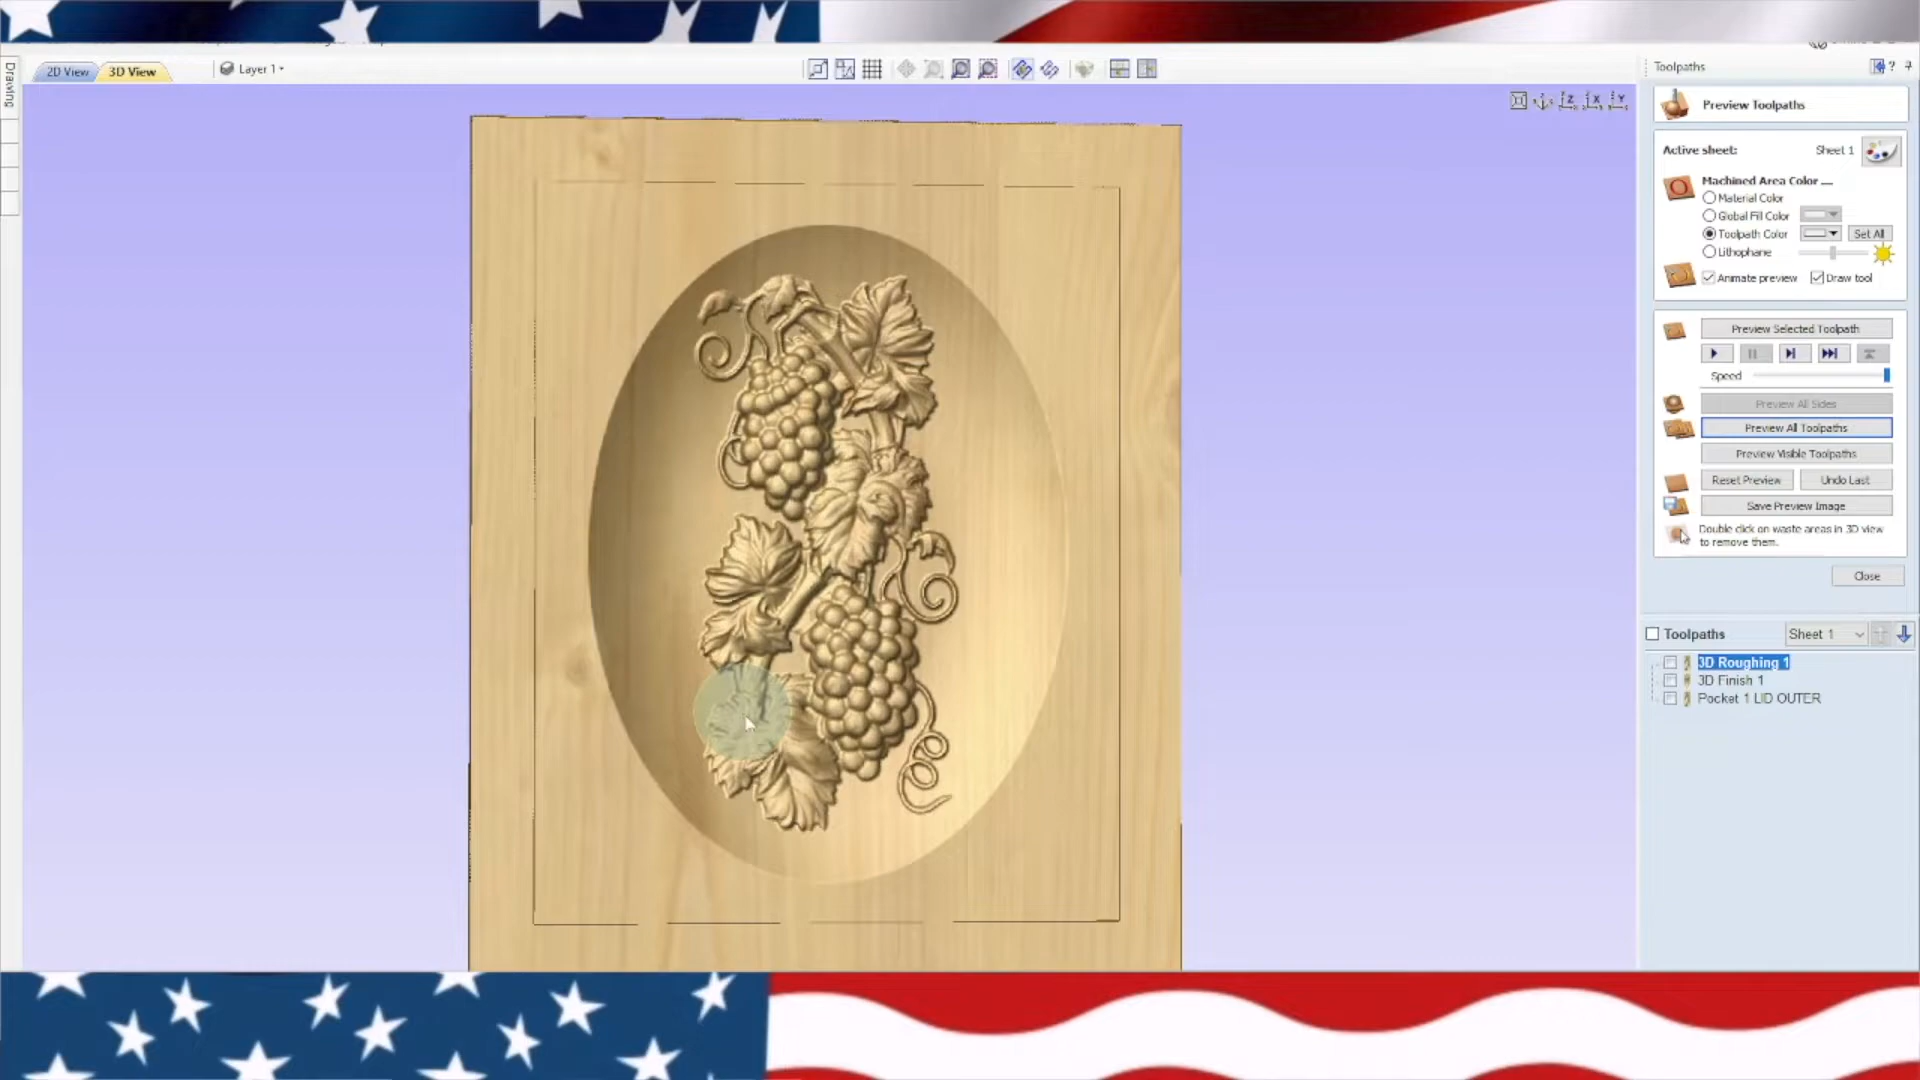 Drawing
2D View
3D View
Layer 1
Toolpaths
Preview Toolpaths
Active sheet:
Sheet 1
Machined Area Color ....
Material Color
Global Fill Color
Toolpath Color
Set All
Lithophane
Animate preview
Draw tool
Preview Selected Toolpath
Speed
Preview All Sides
Preview All Toolpaths
Preview Visible Toolpaths
Reset Preview
Undo Last
Save Preview Image
Double click on waste areas in 3D view
to remove them.
Close
Toolpaths
Sheet 1
3D Roughing 1
3D Finish 1
Pocket 1 LID OUTER